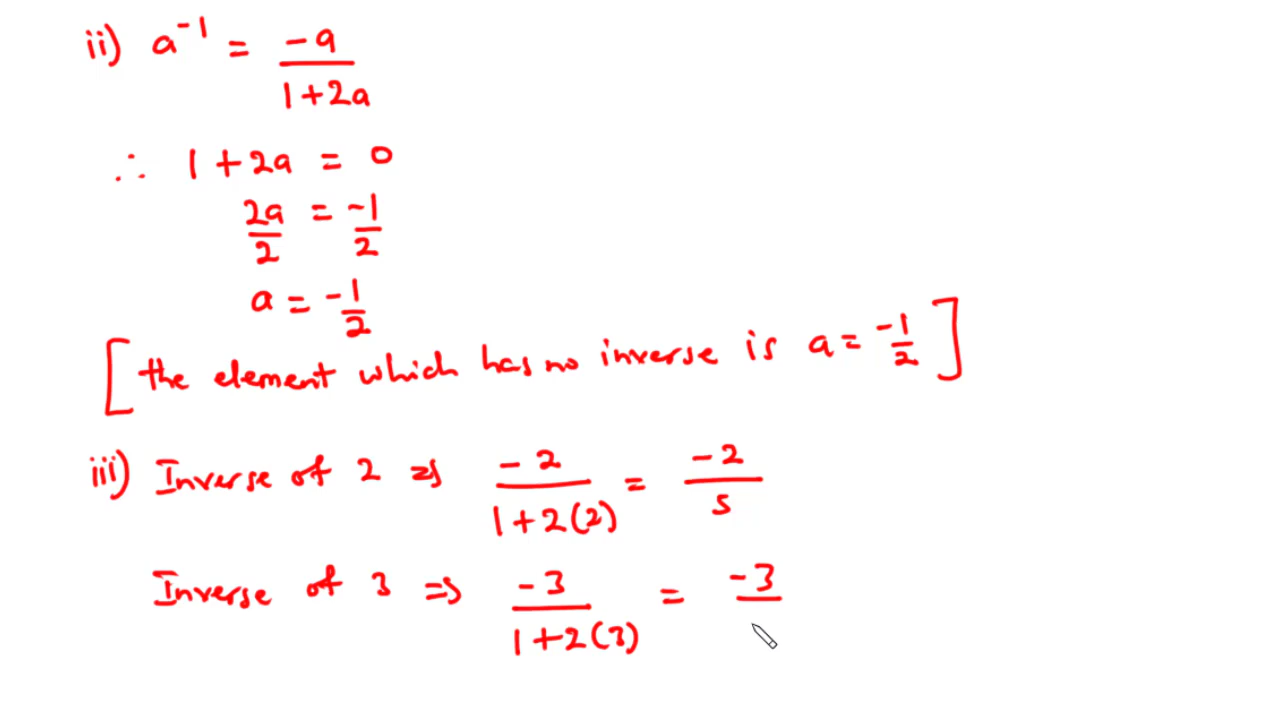 ii) a⁻¹ = -a/(1+2a)
∴ 1 + 2a = 0
2a/2 = -1/2
a = -1/2
[the element which has no inverse is a = -1/2]
iii) Inverse of 2 ⇒ -2/(1+2(2)) = -2/5
Inverse of 3 ⇒ -3/(1+2(3)) = -3/